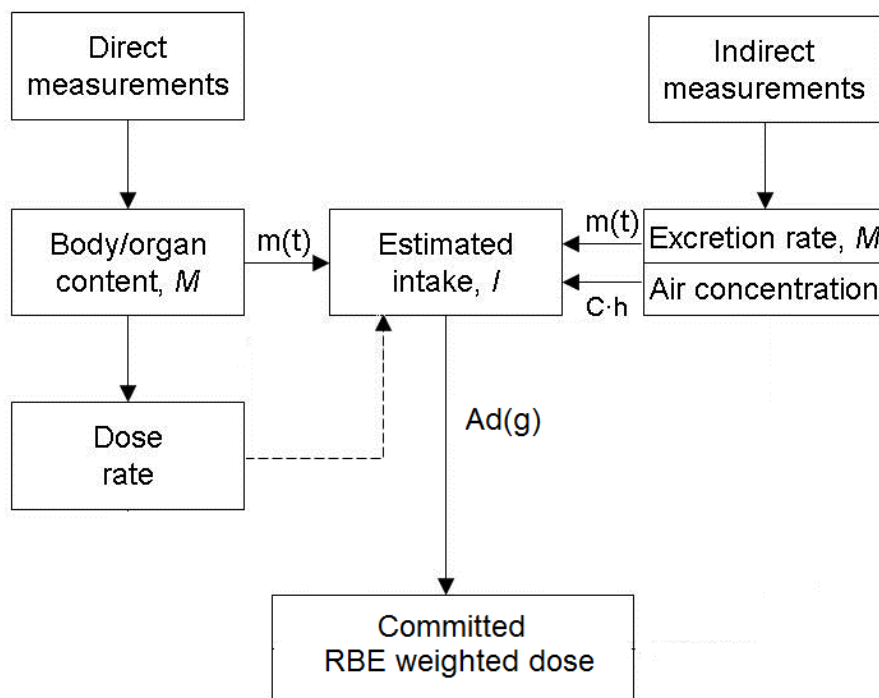 Direct
measurements
Indirect
measurements
Body/organ
content, M
m(t)
Estimated
intake, I
m(t)
Excretion rate, M
Air concentration
C·h
Dose
rate
Ad(g)
Committed
RBE weighted dose